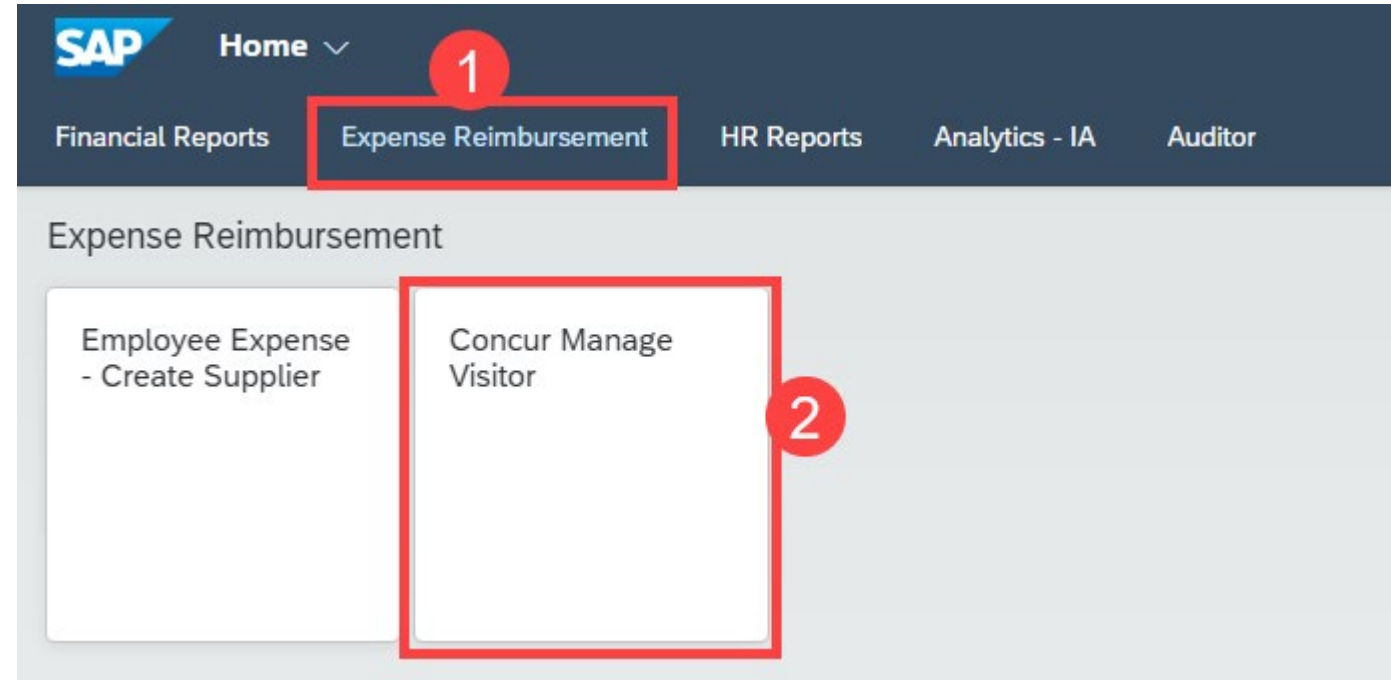 SAP Home
1
Financial Reports Expense Reimbursement HR Reports Analytics - IA Auditor
Expense Reimbursement
Employee Expense
- Create Supplier
Concur Manage
Visitor
2